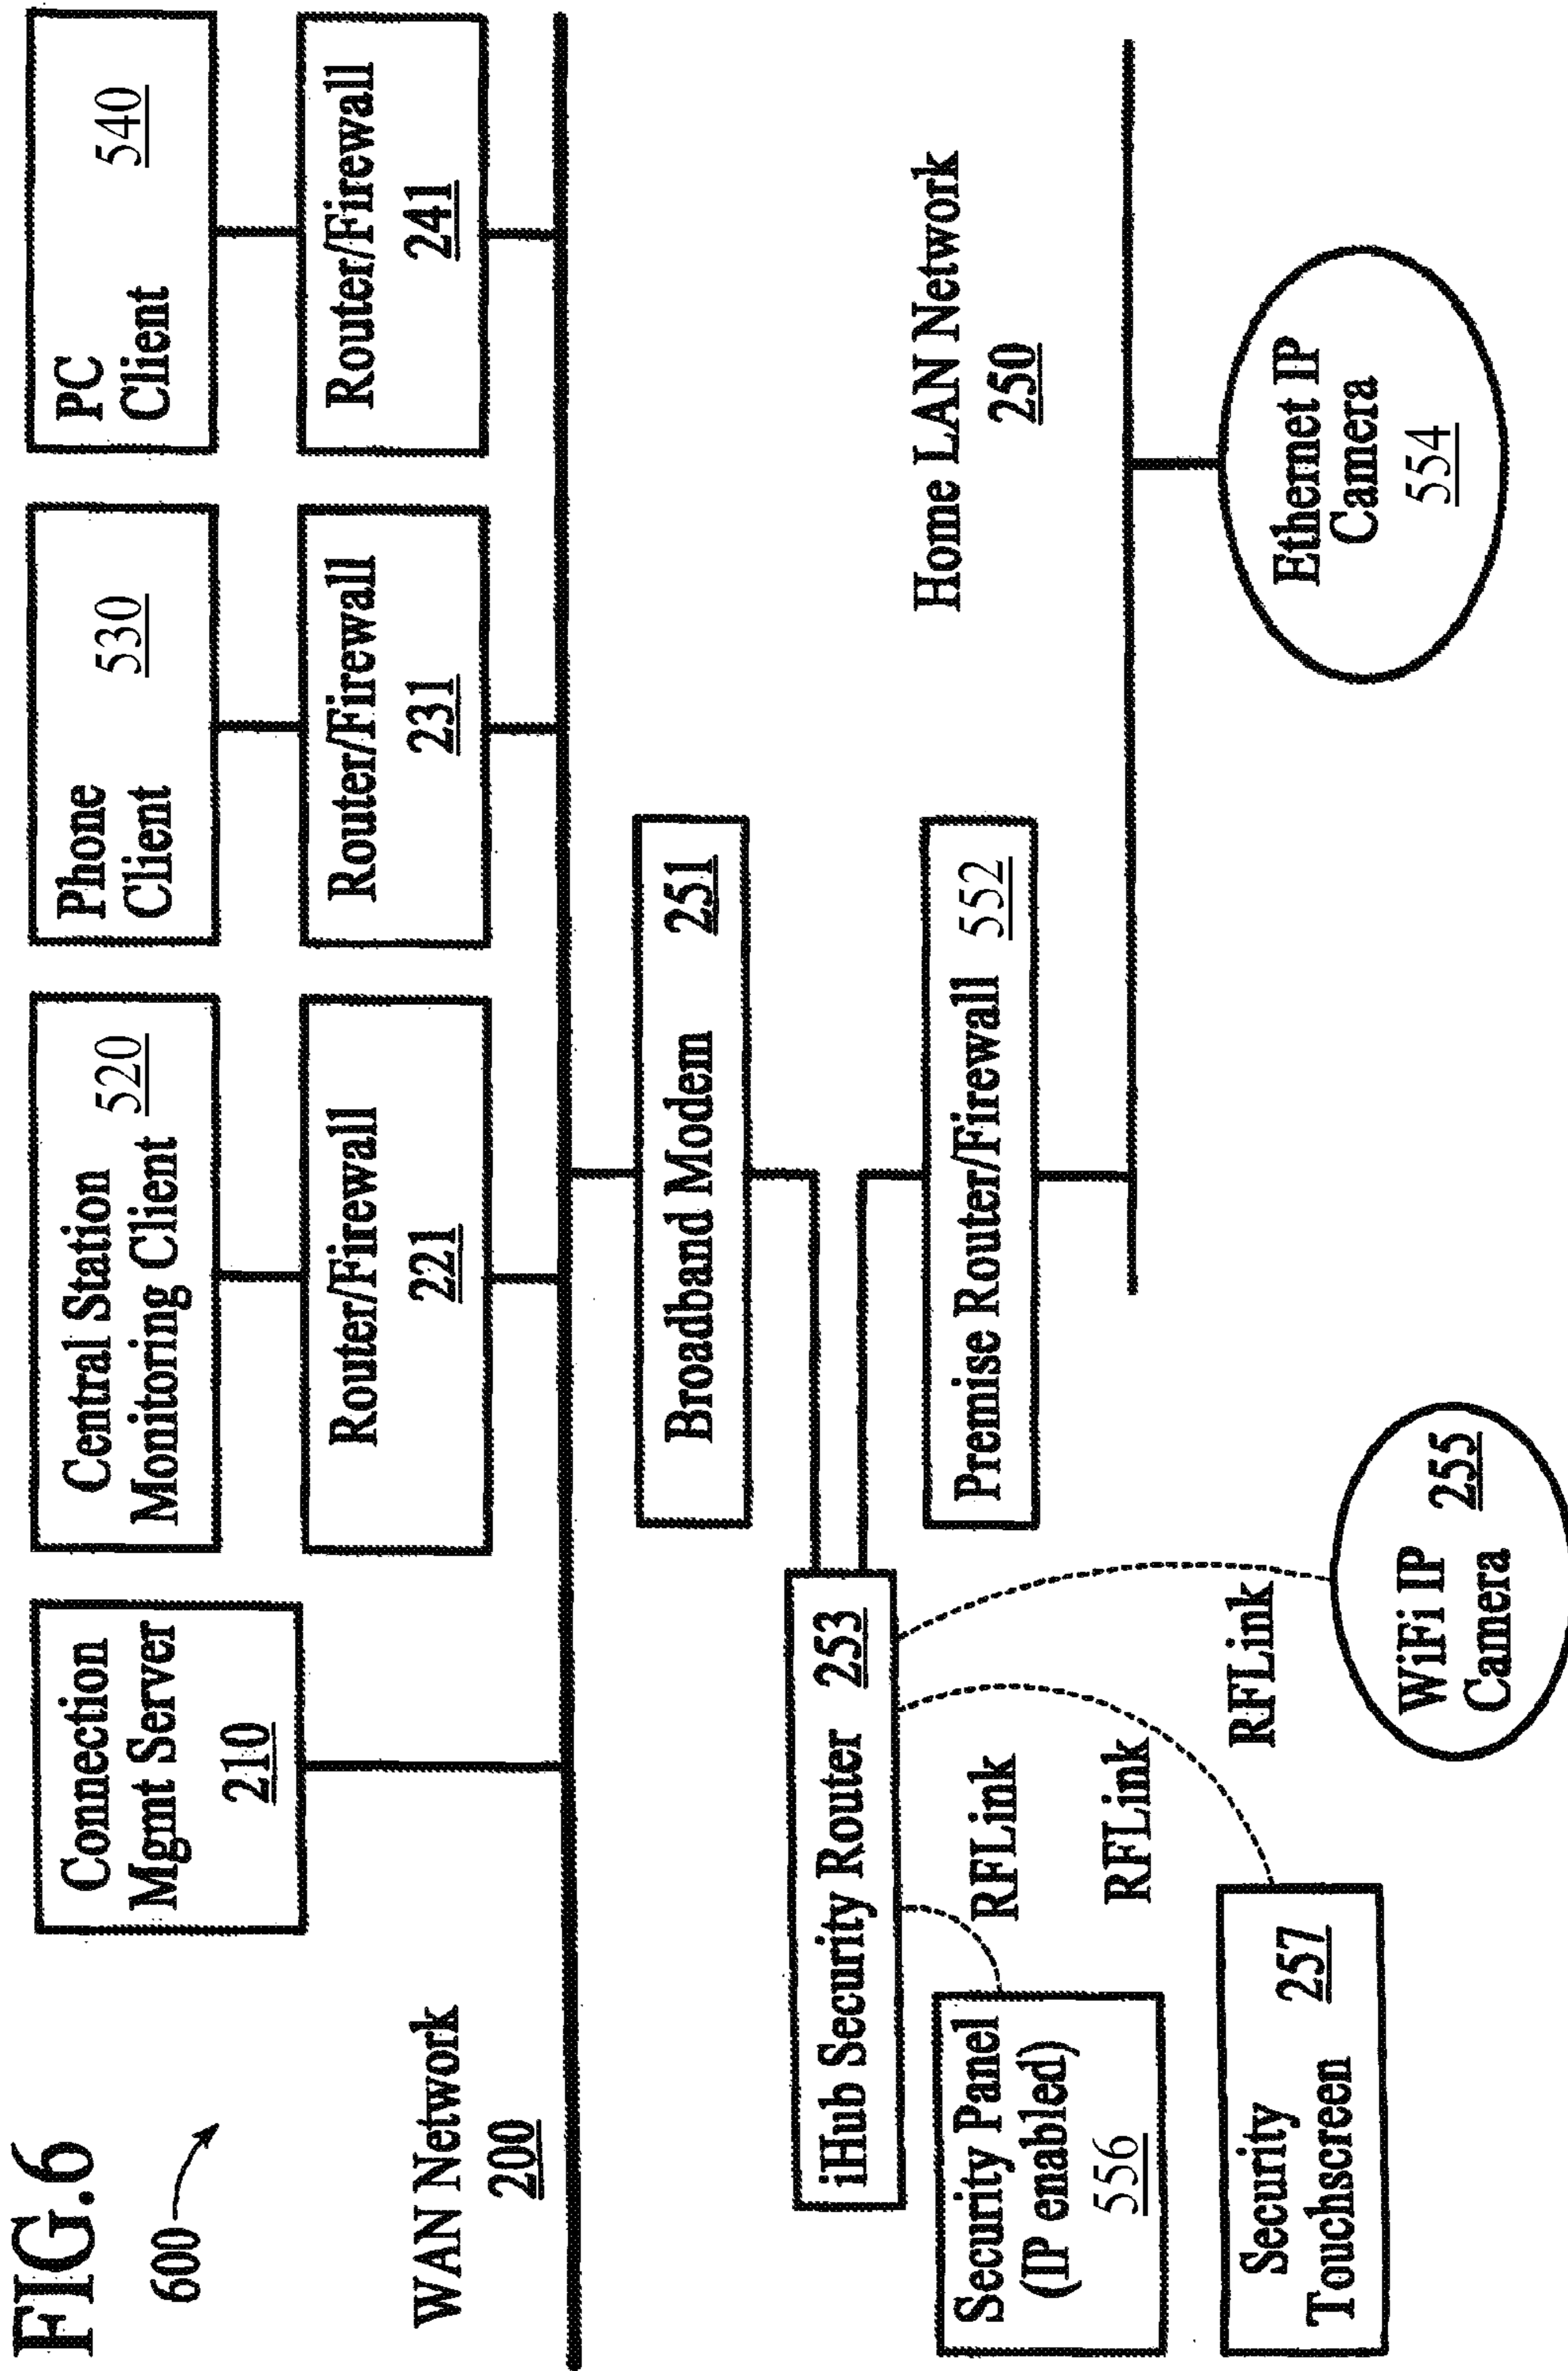 FIG.6
600
WAN Network
200
Connection
Mgmt Server
210
Central Station
Monitoring Client
520
Phone
Client
530
PC
Client
540
Router/Firewall
221
Router/Firewall
231
Router/Firewall
241
Broadband Modem 251
iHub Security Router 253
Premise Router/Firewall 552
Home LAN Network
250
RFLink
RFLink
RFLink
Security Panel
(IP enabled)
556
Security
Touchscreen
257
WiFi IP
Camera
255
Ethernet IP
Camera
554